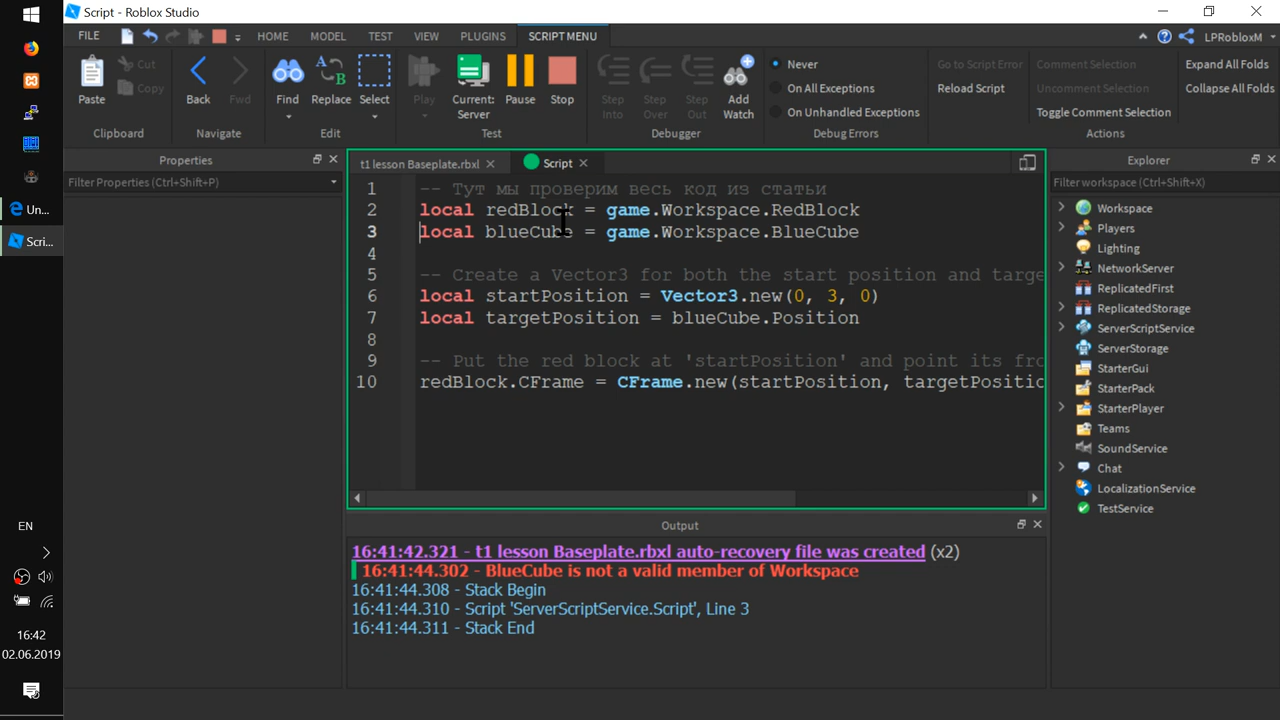 Script - Roblox Studio
FILE
HOME
MODEL
TEST
VIEW
PLUGINS
SCRIPT MENU
LPRobloxM
Paste
Cut
Copy
Clipboard
Back
Fwd
Navigate
Find
Replace
Select
Edit
Play
Current:
Server
Pause
Stop
Test
Step
Into
Step
Over
Step
Out
Add
Watch
Debugger
Never
On All Exceptions
On Unhandled Exceptions
Debug Errors
Go to Script Error
Reload Script
Comment Selection
Uncomment Selection
Toggle Comment Selection
Expand All Folds
Collapse All Folds
Actions
Un...
Scri...
EN
16:42
02.06.2019
Properties
Filter Properties (Ctrl+Shift+P)
t1 lesson Baseplate.rbxl
Script
1 -- Тут мы проверим весь код из статьи
2 local redBlock = game.Workspace.RedBlock
3 local blueCube = game.Workspace.BlueCube
4
5 -- Create a Vector3 for both the start position and targe
6 local startPosition = Vector3.new(0, 3, 0)
7 local targetPosition = blueCube.Position
8
9 -- Put the red block at 'startPosition' and point its fro
10 redBlock.CFrame = CFrame.new(startPosition, targetPositio
Output
16:41:42.321 - t1 lesson Baseplate.rbxl auto-recovery file was created (x2)
16:41:44.302 - BlueCube is not a valid member of Workspace
16:41:44.308 - Stack Begin
16:41:44.310 - Script 'ServerScriptService.Script', Line 3
16:41:44.311 - Stack End
Explorer
Filter workspace (Ctrl+Shift+X)
Workspace
Players
Lighting
NetworkServer
ReplicatedFirst
ReplicatedStorage
ServerScriptService
ServerStorage
StarterGui
StarterPack
StarterPlayer
Teams
SoundService
Chat
LocalizationService
TestService